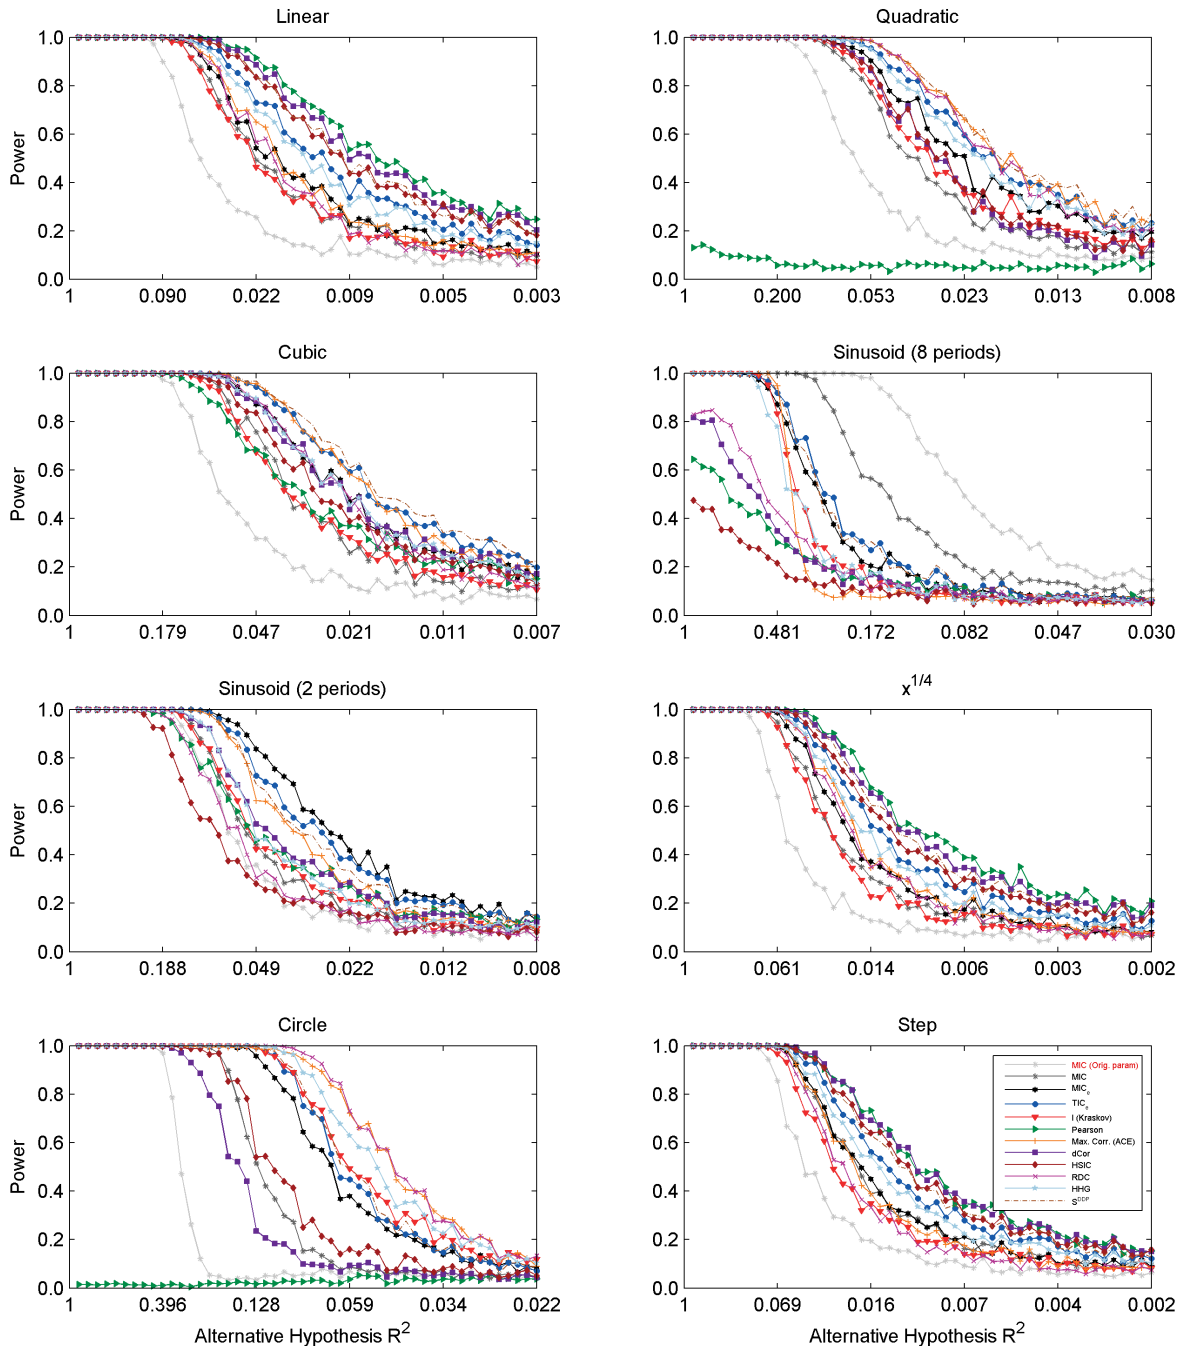 Linear
Power
1.0
0.8
0.6
0.4
0.2
0.0
1 0.090 0.022 0.009 0.005 0.003
Quadratic
1.0
0.8
0.6
0.4
0.2
0.0
1 0.200 0.053 0.023 0.013 0.008
Cubic
Power
1.0
0.8
0.6
0.4
0.2
0.0
1 0.179 0.047 0.021 0.011 0.007
Sinusoid (8 periods)
1.0
0.8
0.6
0.4
0.2
0.0
1 0.481 0.172 0.082 0.047 0.030
Sinusoid (2 periods)
Power
1.0
0.8
0.6
0.4
0.2
0.0
1 0.188 0.049 0.022 0.012 0.008
x^1/4
1.0
0.8
0.6
0.4
0.2
0.0
1 0.061 0.014 0.006 0.003 0.002
Circle
Power
1.0
0.8
0.6
0.4
0.2
0.0
1 0.396 0.128 0.059 0.034 0.022
Alternative Hypothesis R^2
Step
1.0
0.8
0.6
0.4
0.2
0.0
MIC (Orig. param)
MIC
MIC_e
TIC_e
I (Kraskov)
Pearson
Max. Corr. (ACE)
dCor
HSIC
RDC
HHG
S^DDP
1 0.069 0.016 0.007 0.004 0.002
Alternative Hypothesis R^2